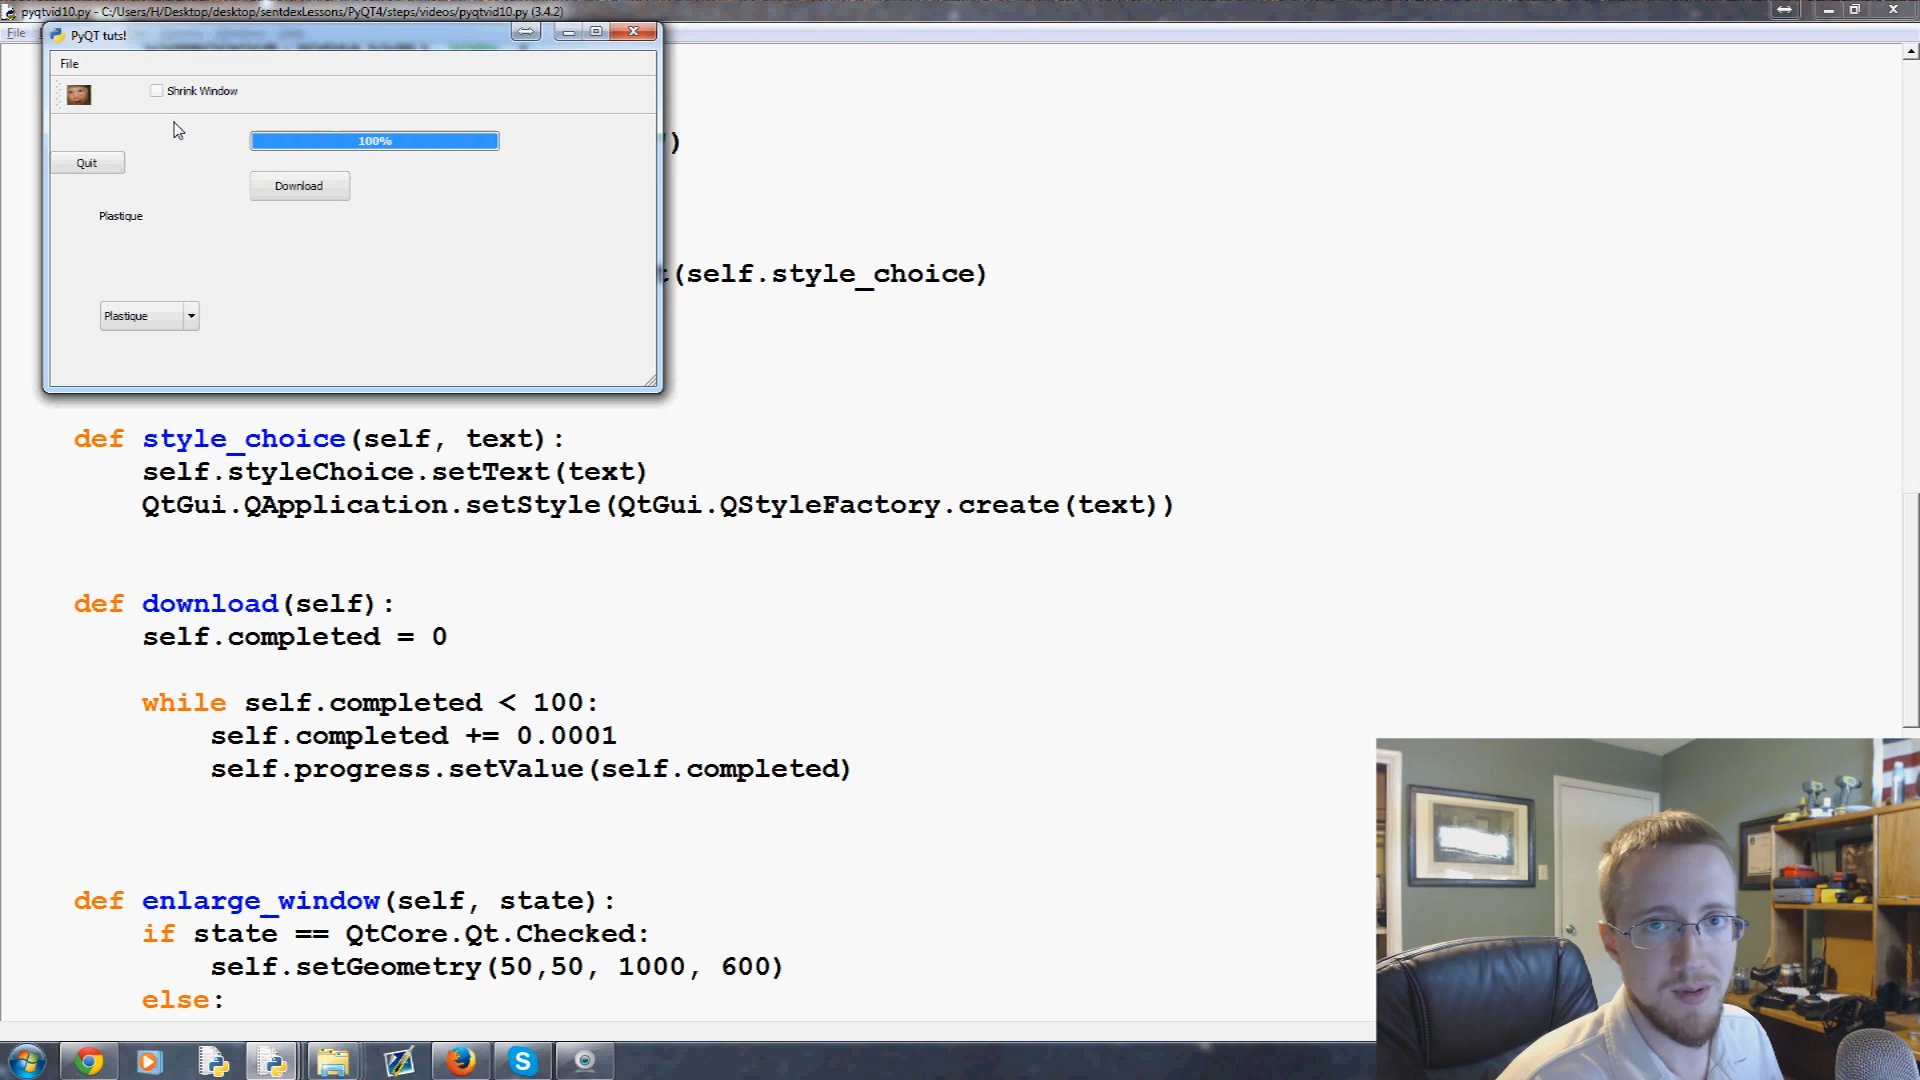 pyqtvid10.py - C:/Users/H/Desktop/desktop/sentdexLessons/PyQT4/steps/videos/pyqtvid10.py (3.4.2)
File
PyQT tuts!
File
Shrink Window
100%
')
Quit
Download
Plastique
(self.style_choice)
Plastique
def style_choice(self, text):
self.styleChoice.setText(text)
QtGui.QApplication.setStyle(QtGui.QStyleFactory.create(text))
def download(self):
self.completed = 0
while self.completed < 100:
self.completed += 0.0001
self.progress.setValue(self.completed)
def enlarge_window(self, state):
if state == QtCore.Qt.Checked:
self.setGeometry(50,50, 1000, 600)
else: